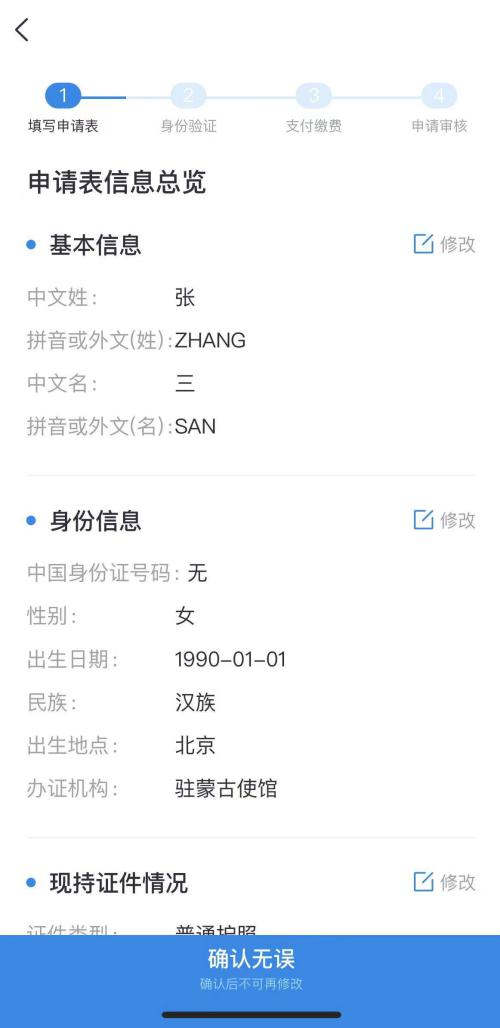 1 2 3 4
填写申请表 身份验证 支付缴费 申请审核
申请表信息总览
基本信息 修改
中文姓: 张
拼音或外文(姓):ZHANG
中文名: 三
拼音或外文(名):SAN
身份信息 修改
中国身份证号码: 无
性别: 女
出生日期: 1990-01-01
民族: 汉族
出生地点: 北京
办证机构: 驻蒙古使馆
现持证件情况 修改
证件类型: 普通护照
确认无误
确认后不可再修改